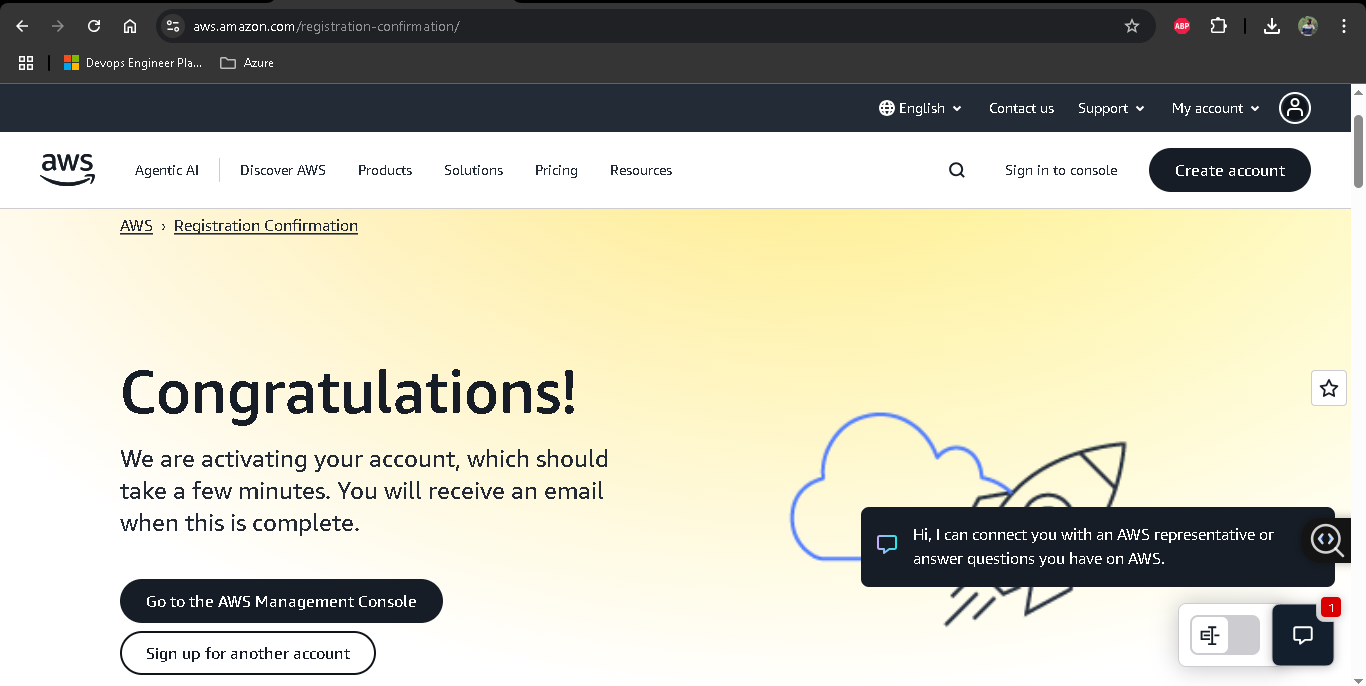 aws.amazon.com/registration-confirmation/
ABP
Devops Engineer Pla...
Azure
English
Contact us
Support
My account
aws
Agentic AI
Discover AWS
Products
Solutions
Pricing
Resources
Sign in to console
Create account
AWS › Registration Confirmation
Congratulations!
We are activating your account, which should
take a few minutes. You will receive an email
when this is complete.
Hi, I can connect you with an AWS representative or
answer questions you have on AWS.
Go to the AWS Management Console
1
Sign up for another account